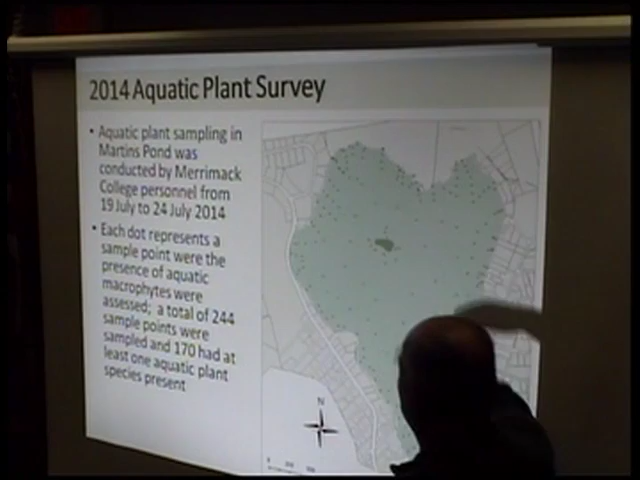 2014 Aquatic Plant Survey
• Aquatic plant sampling in
Martins Pond was
conducted by Merrimack
College personnel from
19 July to 24 July 2014
• Each dot represents a
sample point were the
presence of aquatic
macrophytes were
assessed; a total of 244
sample points were
sampled and 170 had at
least one aquatic plant
species present
N